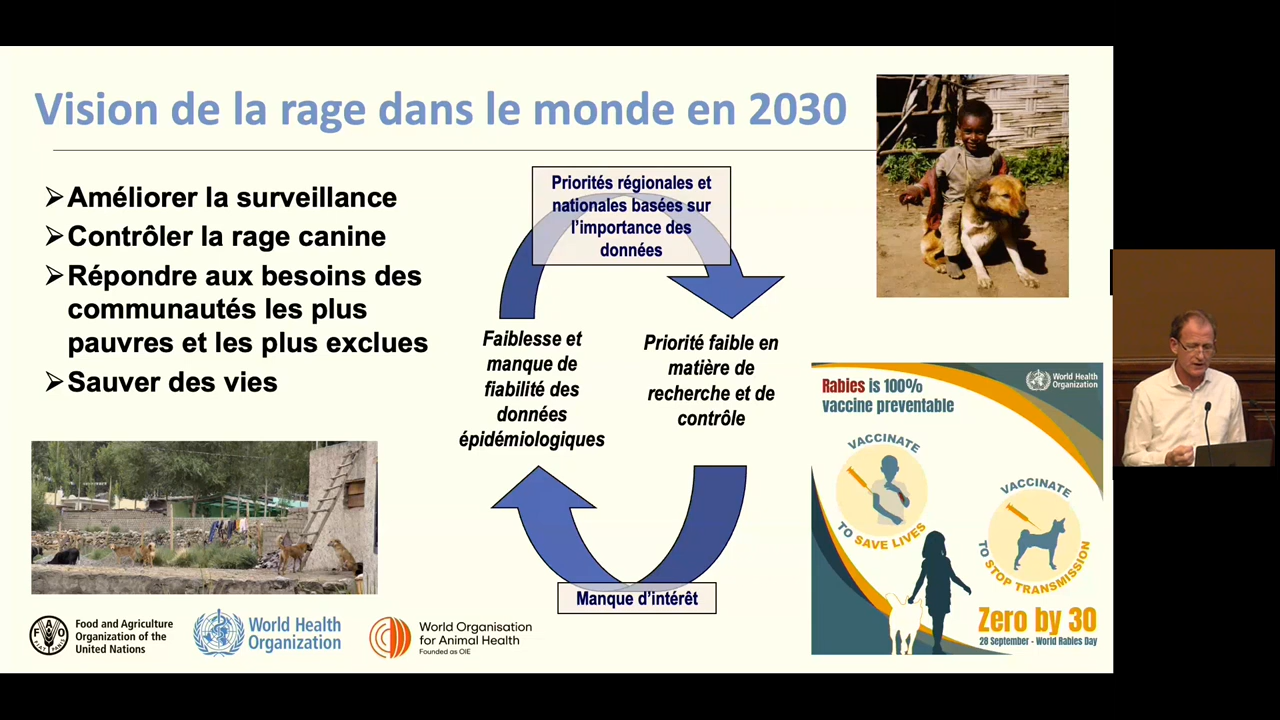 Vision de la rage dans le monde en 2030
Améliorer la surveillance
Contrôler la rage canine
Répondre aux besoins des
communautés les plus
pauvres et les plus exclues
Sauver des vies
Priorités régionales et
nationales basées sur
l'importance des
données
Faiblesse et
manque de
fiabilité des
données
épidémiologiques
Priorité faible en
matière de
recherche et de
contrôle
Manque d'intérêt
Rabies is 100%
vaccine preventable
World Health
Organization
VACCINATE
TO SAVE LIVES
VACCINATE
TO STOP TRANSMISSION
Zero by 30
28 September - World Rabies Day
FAO
Food and Agriculture
Organization of the
United Nations
World Health
Organization
World Organisation
for Animal Health
Founded as OIE